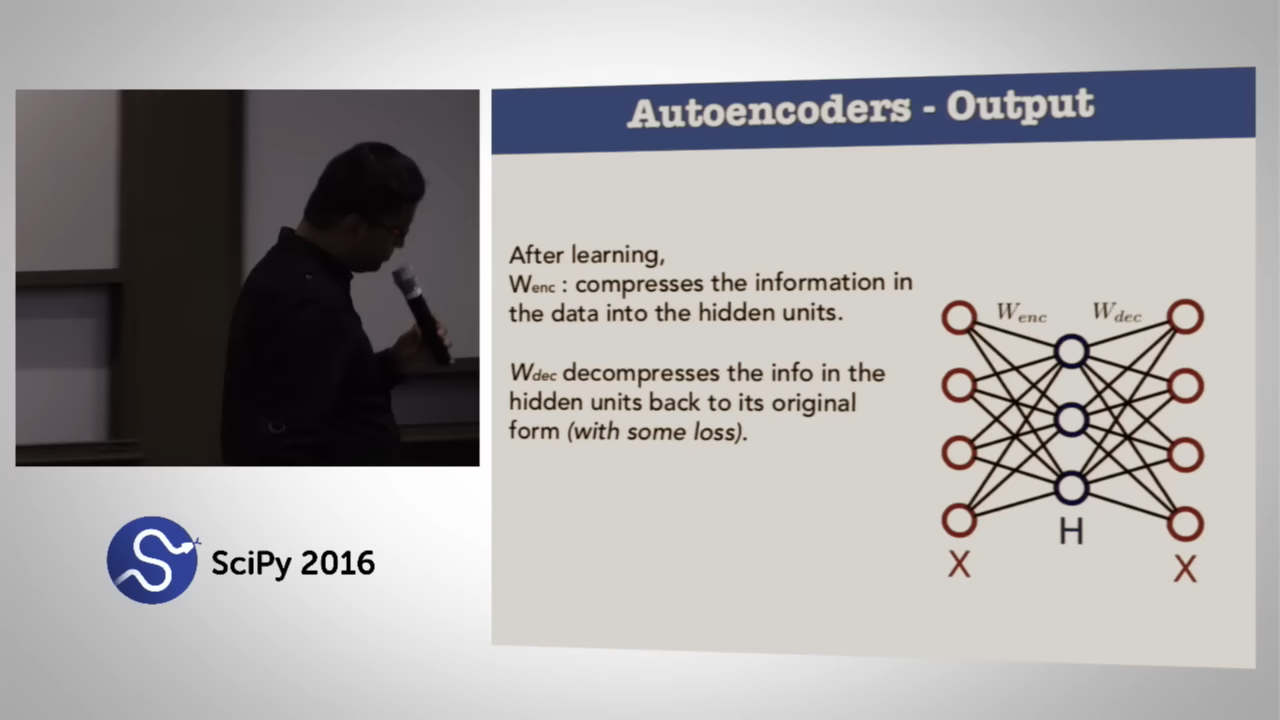 Autoencoders - Output
After learning,
Wenc : compresses the information in
the data into the hidden units.
Wdec decompresses the info in the
hidden units back to its original
form (with some loss).
Wenc
Wdec
H
X
X
SciPy 2016